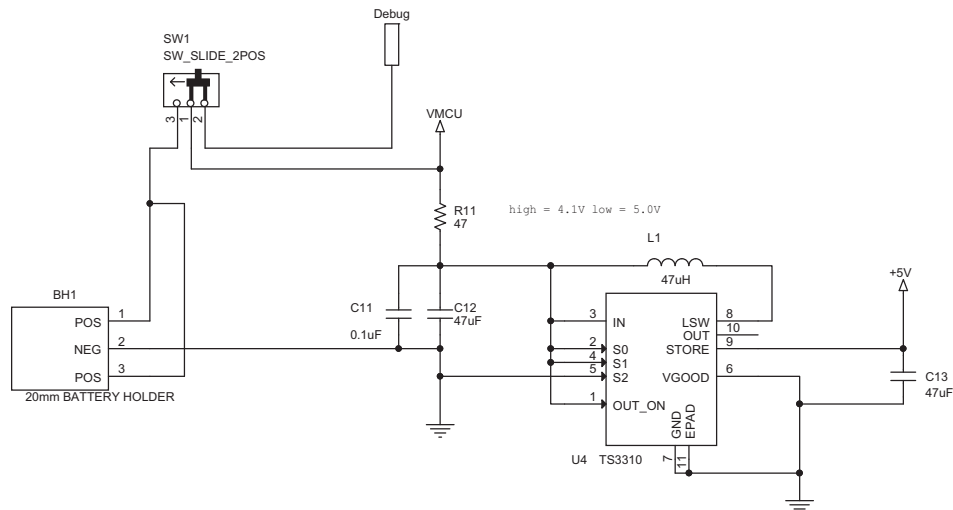 Debug
SW1
SW_SLIDE_2POS
3
1
2
VMCU
R11
47
high = 4.1V low = 5.0V
L1
47uH
+5V
BH1
POS
1
NEG
2
POS
3
20mm BATTERY HOLDER
C11
0.1uF
C12
47uF
3
IN
2
S0
4
S1
5
S2
1
OUT_ON
LSW
8
OUT
10
STORE
9
VGOOD
6
GND
EPAD
7
11
U4 TS3310
C13
47uF